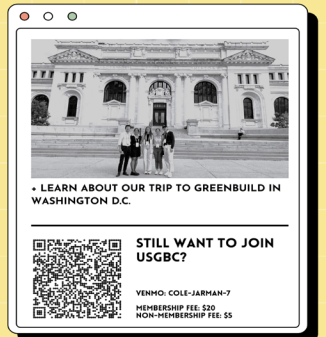 + LEARN ABOUT OUR TRIP TO GREENBUILD IN
WASHINGTON D.C.
STILL WANT TO JOIN
USGBC?
VENMO: COLE-JARMAN-7
MEMBERSHIP FEE: $20
NON-MEMBERSHIP FEE: $5